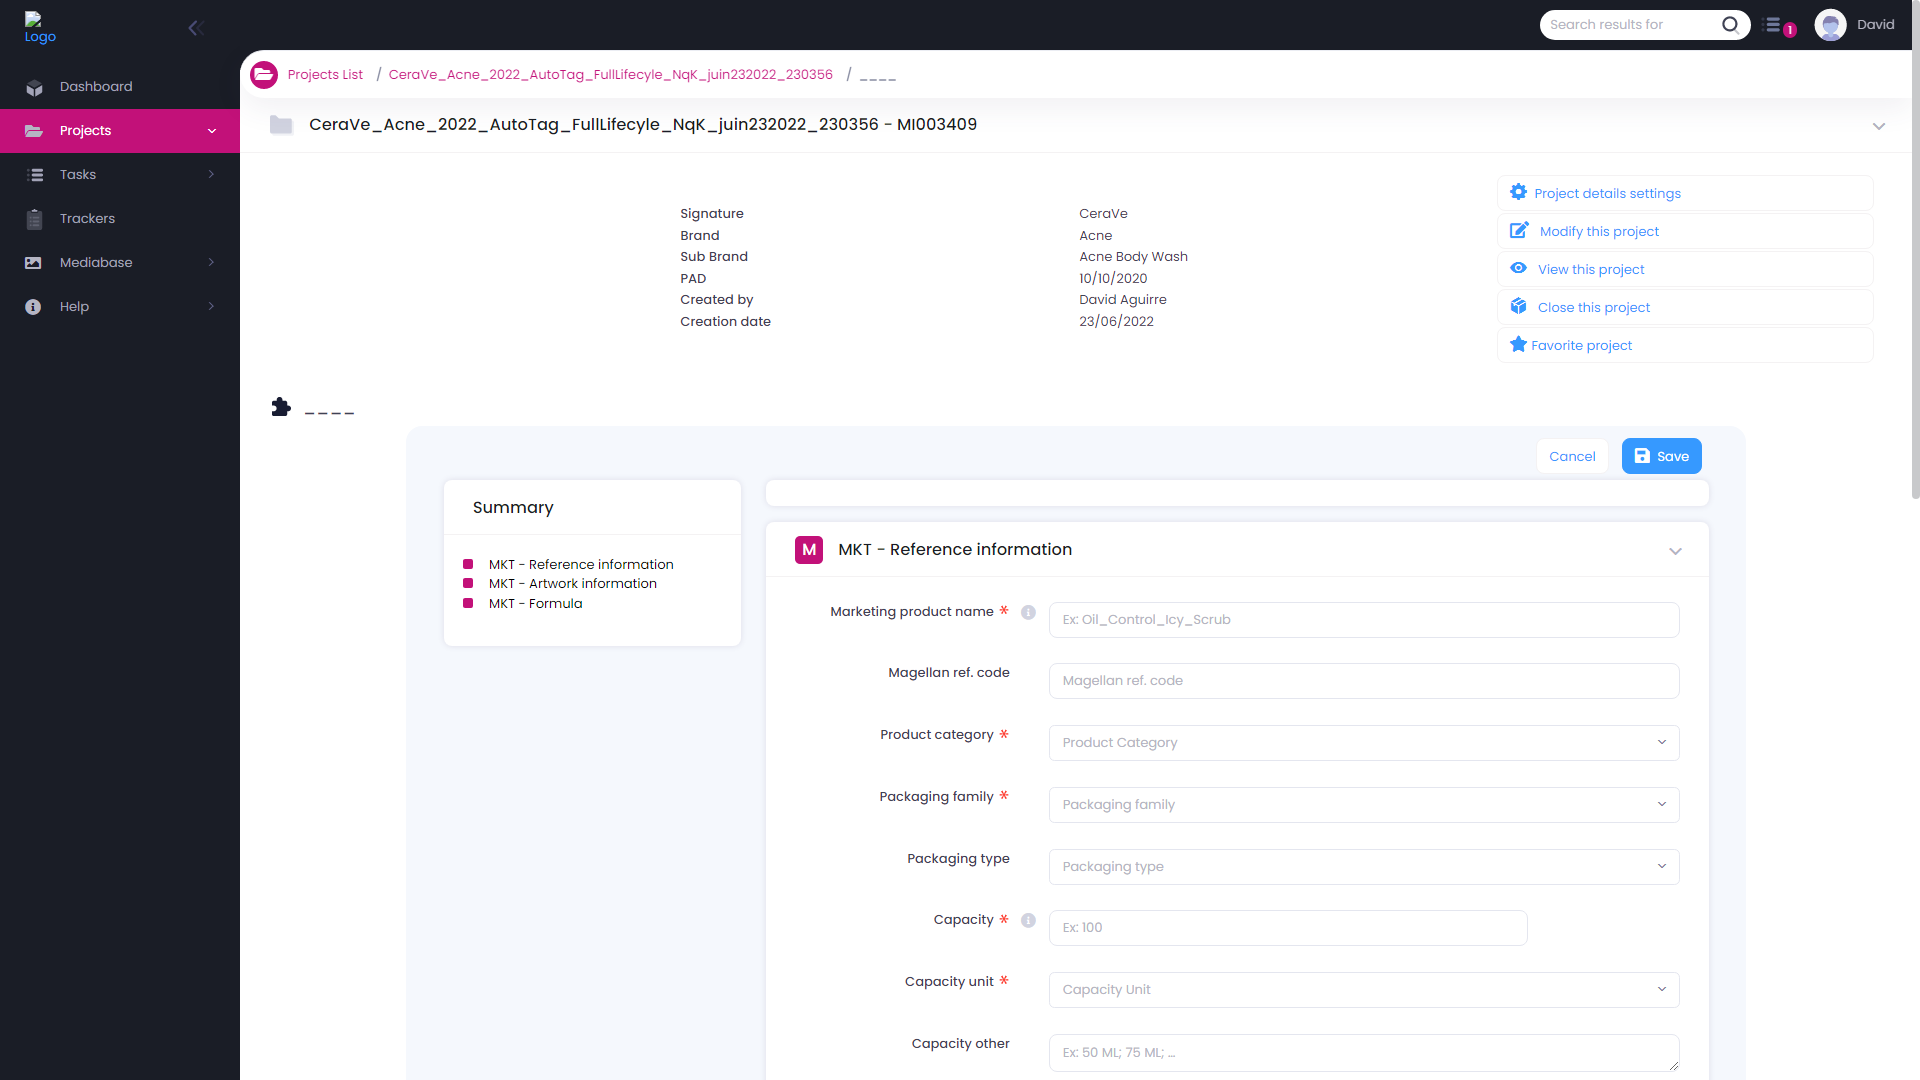 Logo
Search results for
1
David
Dashboard
Projects
Tasks
Trackers
Mediabase
Help
Projects List / CeraVe_Acne_2022_AutoTag_FullLifecyle_NqK_juin232022_230356 / _ _ _ _
CeraVe_Acne_2022_AutoTag_FullLifecyle_NqK_juin232022_230356 - MI003409
Signature CeraVe
Brand Acne
Sub Brand Acne Body Wash
PAD 10/10/2020
Created by David Aguirre
Creation date 23/06/2022
Project details settings
Modify this project
View this project
Close this project
Favorite project
_ _ _ _
Cancel
Save
Summary
MKT - Reference information
MKT - Artwork information
MKT - Formula
M MKT - Reference information
Marketing product name * Ex: Oil_Control_Icy_Scrub
Magellan ref. code Magellan ref. code
Product category * Product Category
Packaging family * Packaging family
Packaging type Packaging type
Capacity * Ex: 100
Capacity unit * Capacity Unit
Capacity other Ex: 50 ML; 75 ML; ...